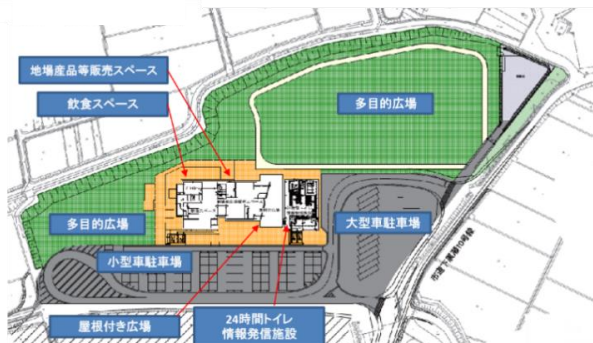 地場産品等販売スペース
飲食スペース
多目的広場
多目的広場
大型車駐車場
小型車駐車場
屋根付き広場
24時間トイレ
情報発信施設